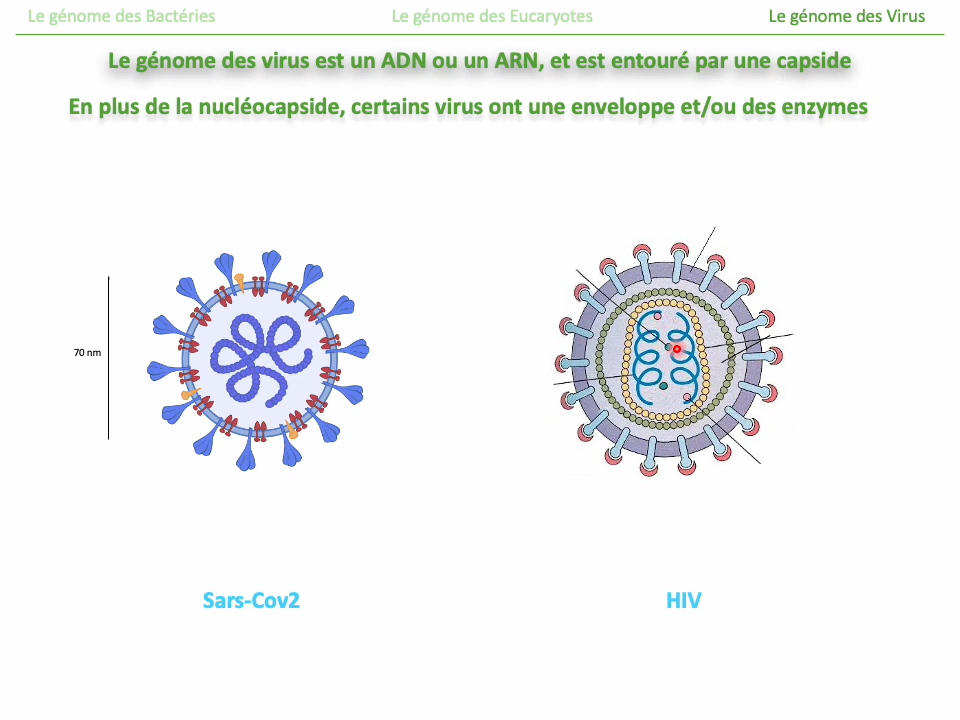 Le génome des Bactéries
Le génome des Eucaryotes
Le génome des Virus
Le génome des virus est un ADN ou un ARN, et est entouré par une capside
En plus de la nucléocapside, certains virus ont une enveloppe et/ou des enzymes
70 nm
Sars-Cov2
HIV